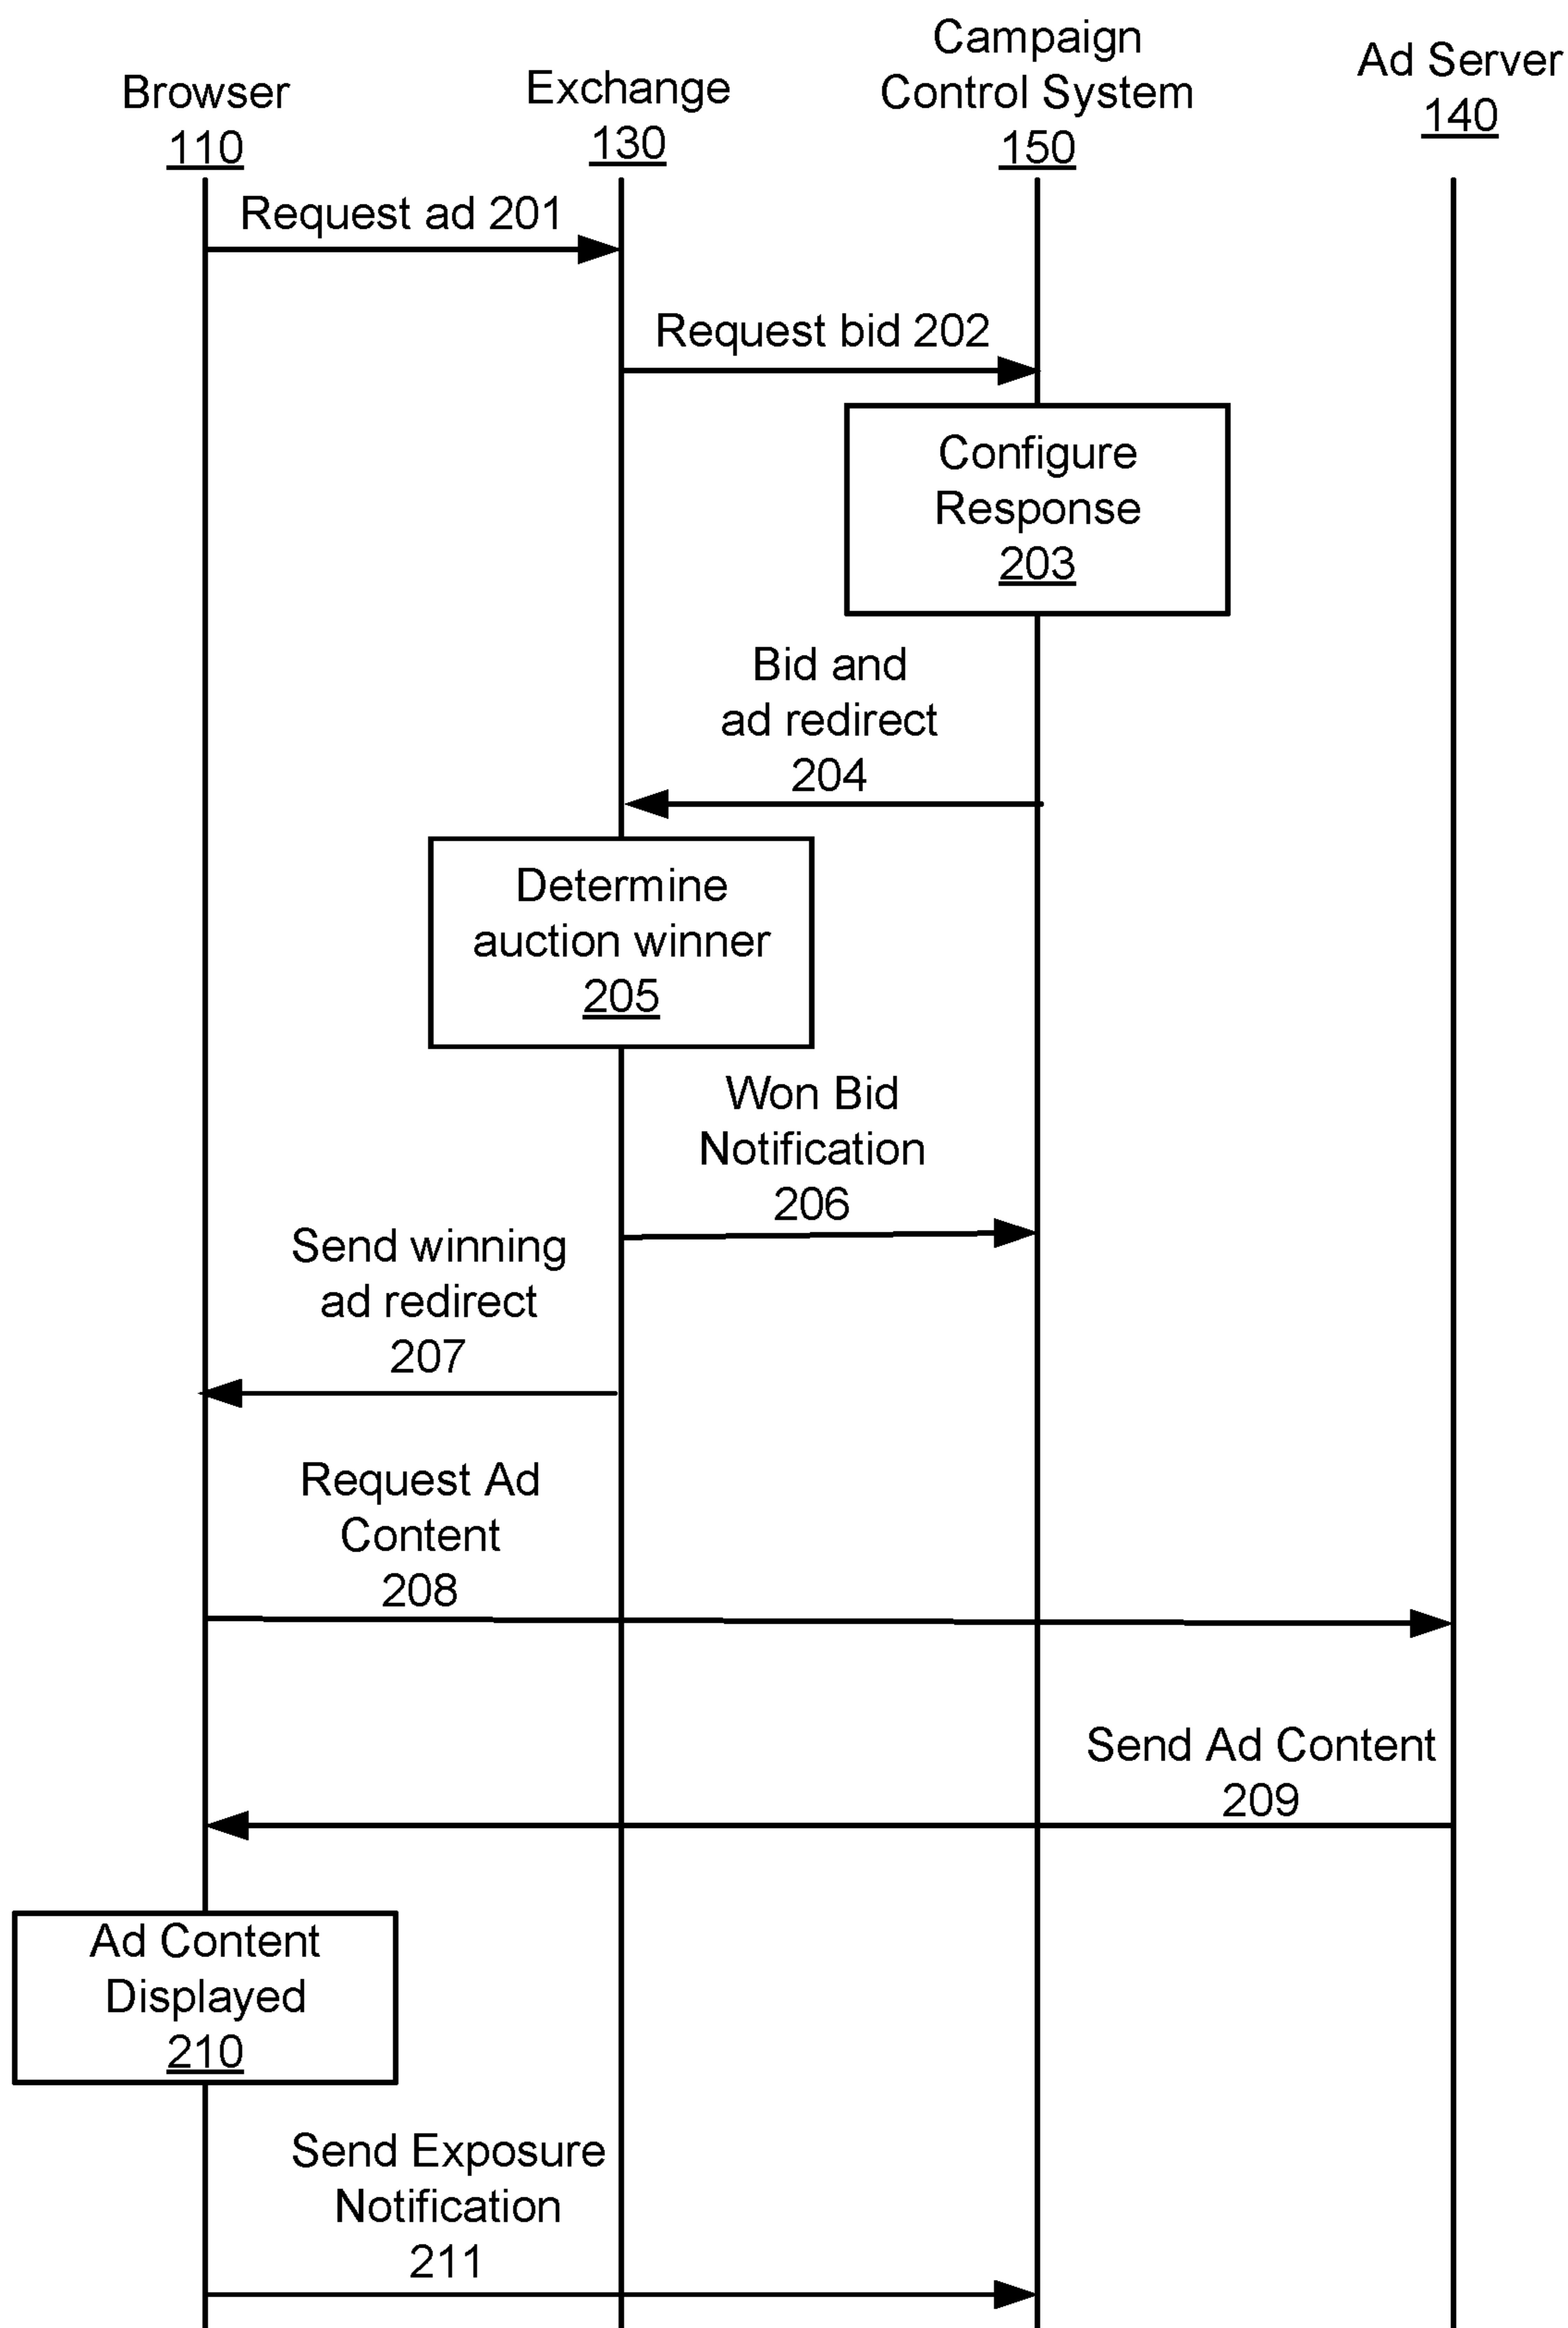 Browser
110
Exchange
130
Campaign
Control System
150
Ad Server
140
Request ad 201
Request bid 202
Configure
Response
203
Bid and
ad redirect
204
Determine
auction winner
205
Won Bid
Notification
206
Send winning
ad redirect
207
Request Ad
Content
208
Send Ad Content
209
Ad Content
Displayed
210
Send Exposure
Notification
211